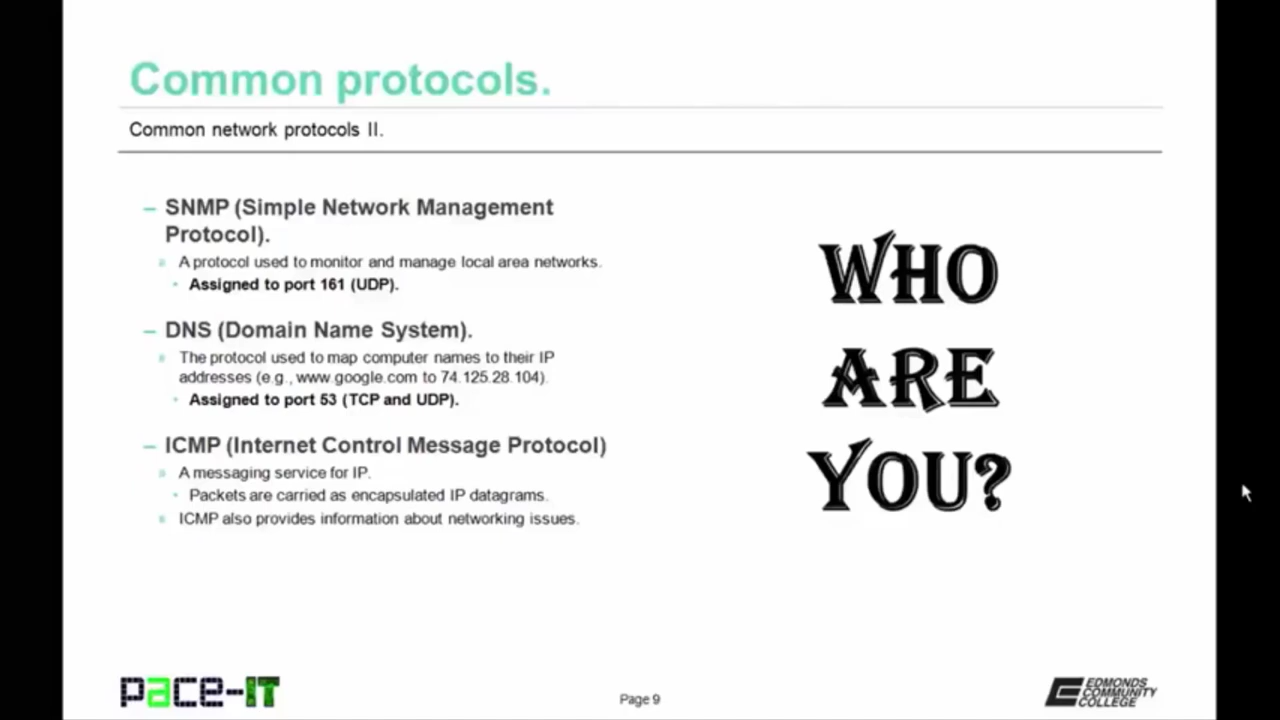 Common protocols.
Common network protocols II.
– SNMP (Simple Network Management
Protocol).
» A protocol used to monitor and manage local area networks.
• Assigned to port 161 (UDP).
– DNS (Domain Name System).
» The protocol used to map computer names to their IP
addresses (e.g., www.google.com to 74.125.28.104).
• Assigned to port 53 (TCP and UDP).
– ICMP (Internet Control Message Protocol)
» A messaging service for IP.
• Packets are carried as encapsulated IP datagrams.
» ICMP also provides information about networking issues.
WHO
ARE
YOU?
pace-IT
Page 9
EDMONDS
COMMUNITY
COLLEGE